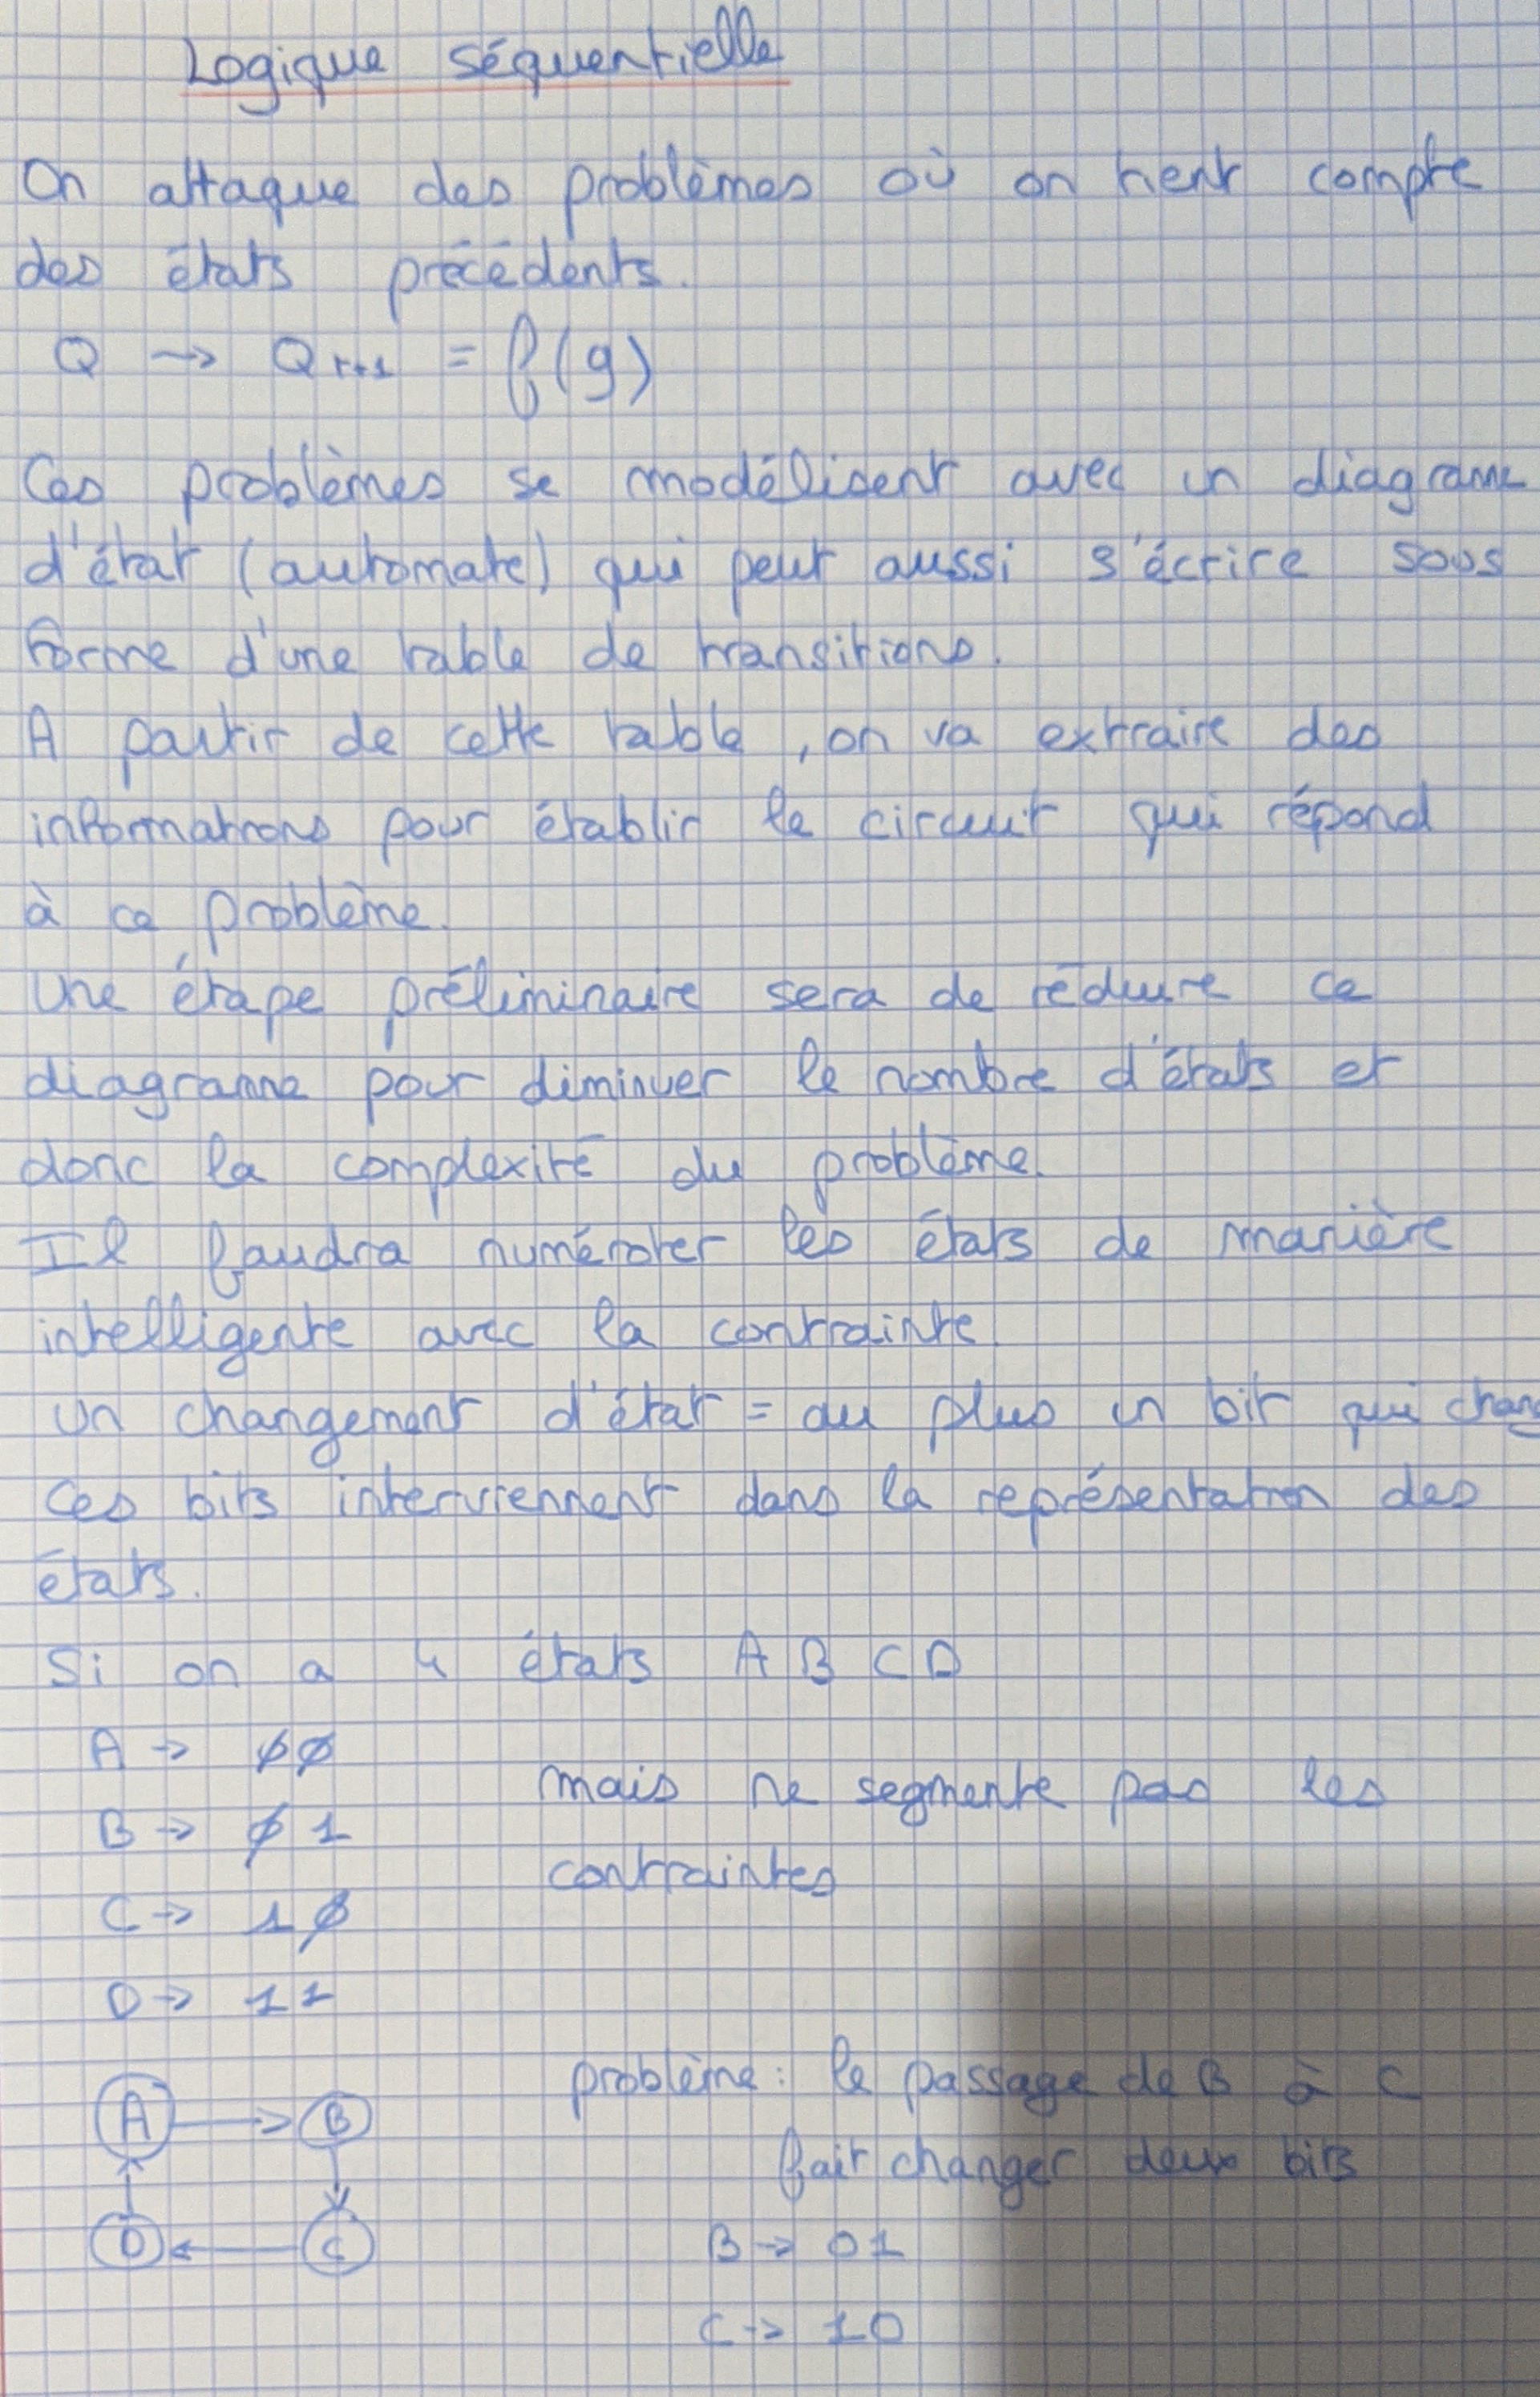 Logique séquentielle
On attaque des problèmes où on tient compte
des états précédents.
Q → Qt+1 = f(g)
Ces problèmes se modélisent avec un diagramme
d'état (automate) qui peut aussi s'écrire sous
forme d'une table de transitions.
A partir de cette table, on va extraire des
informations pour établir le circuit qui répond
à ce problème.
Une étape préliminaire sera de réduire ce
diagramme pour diminuer le nombre d'états et
donc la complexité du problème.
Il faudra numéroter les états de manière
intelligente avec la contrainte
un changement d'état = au plus un bit qui chang
Ces bits interviennent dans la représentation des
états.
Si on a 4 états A B C D
A → 00
mais ne segmente pas les
B → 01
contraintes
C → 10
D → 11
problème: le passage de B à C
A → B
fait changer deux bits
D ← C
B → 01
C → 10